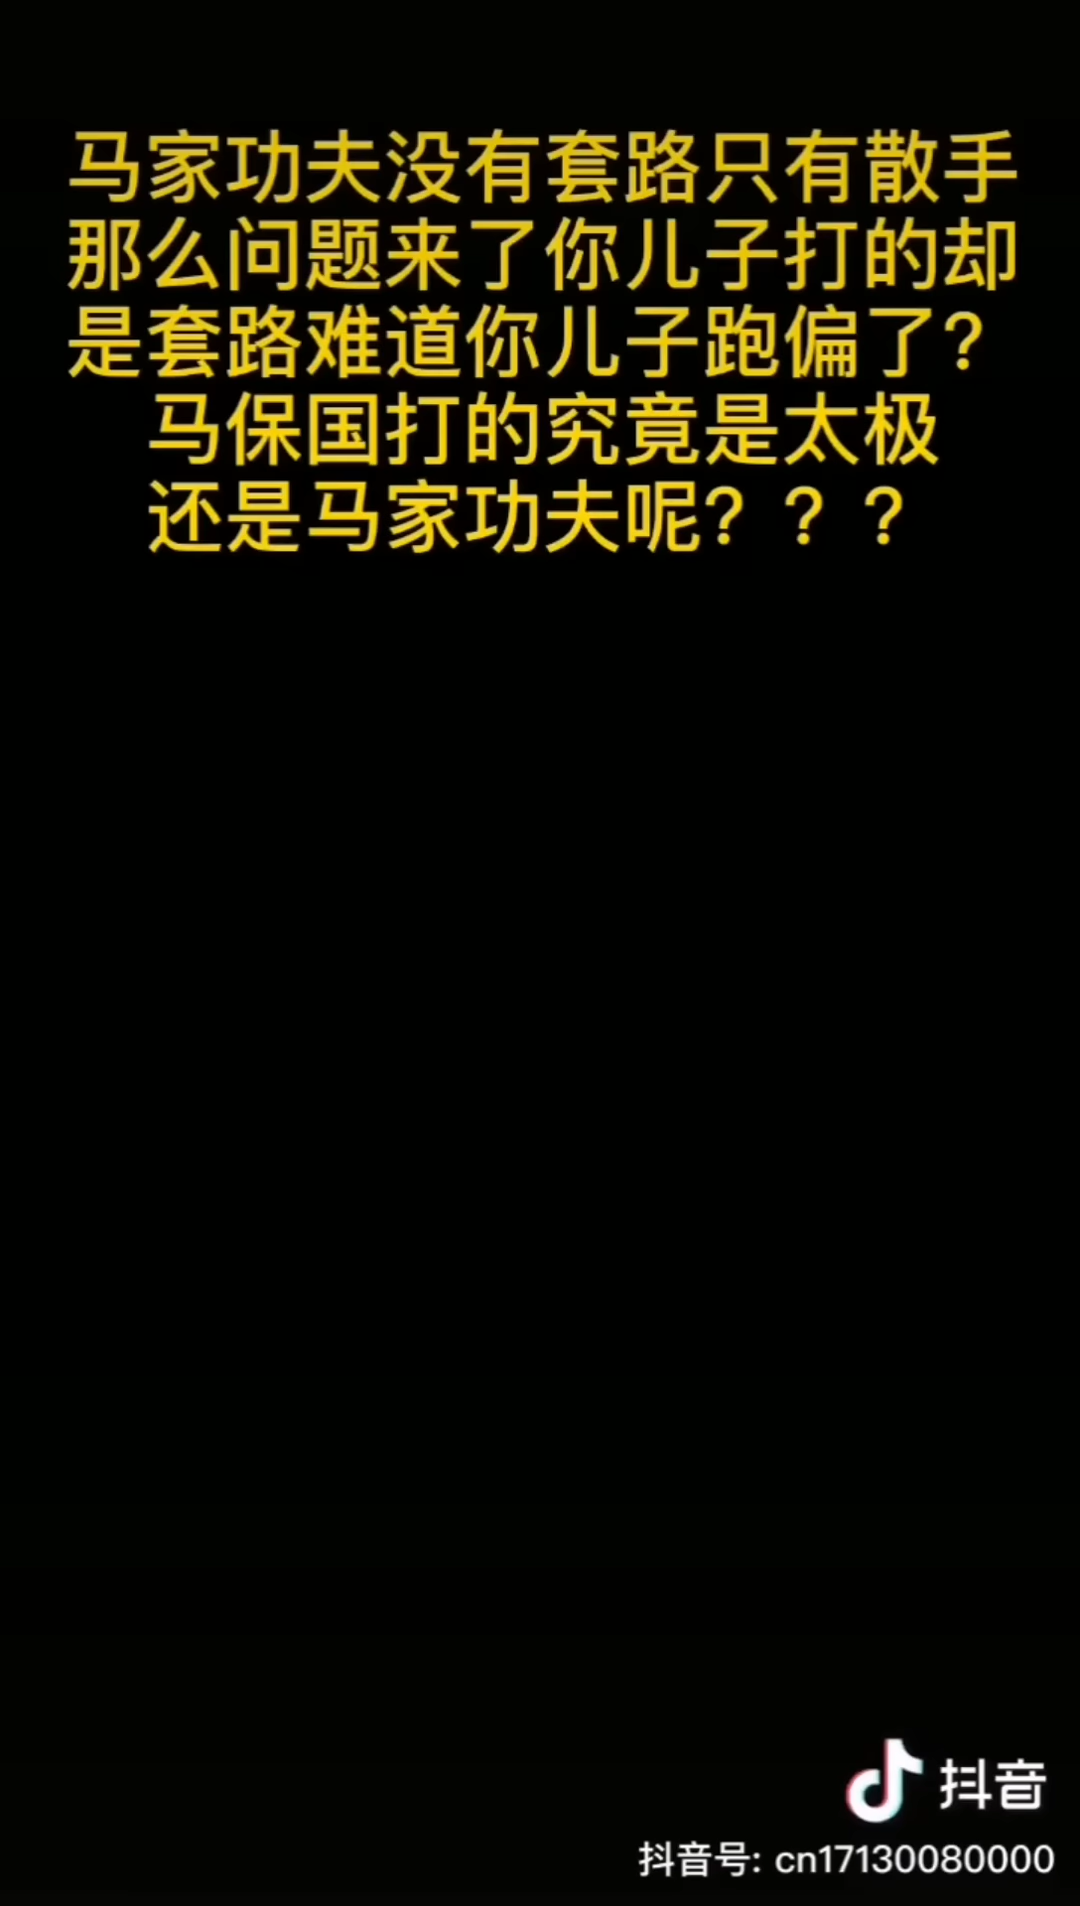 马家功夫没有套路只有散手
那么问题来了你儿子打的却
是套路难道你儿子跑偏了？
马保国打的究竟是太极
还是马家功夫呢？？？
抖音
抖音号: cn17130080000